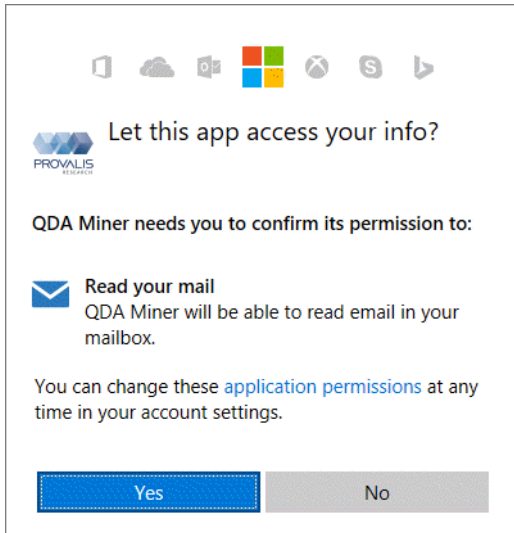 Let this app access your info?
PROVALIS
RESEARCH
QDA Miner needs you to confirm its permission to:
Read your mail
QDA Miner will be able to read email in your
mailbox.
You can change these application permissions at any
time in your account settings.
Yes
No